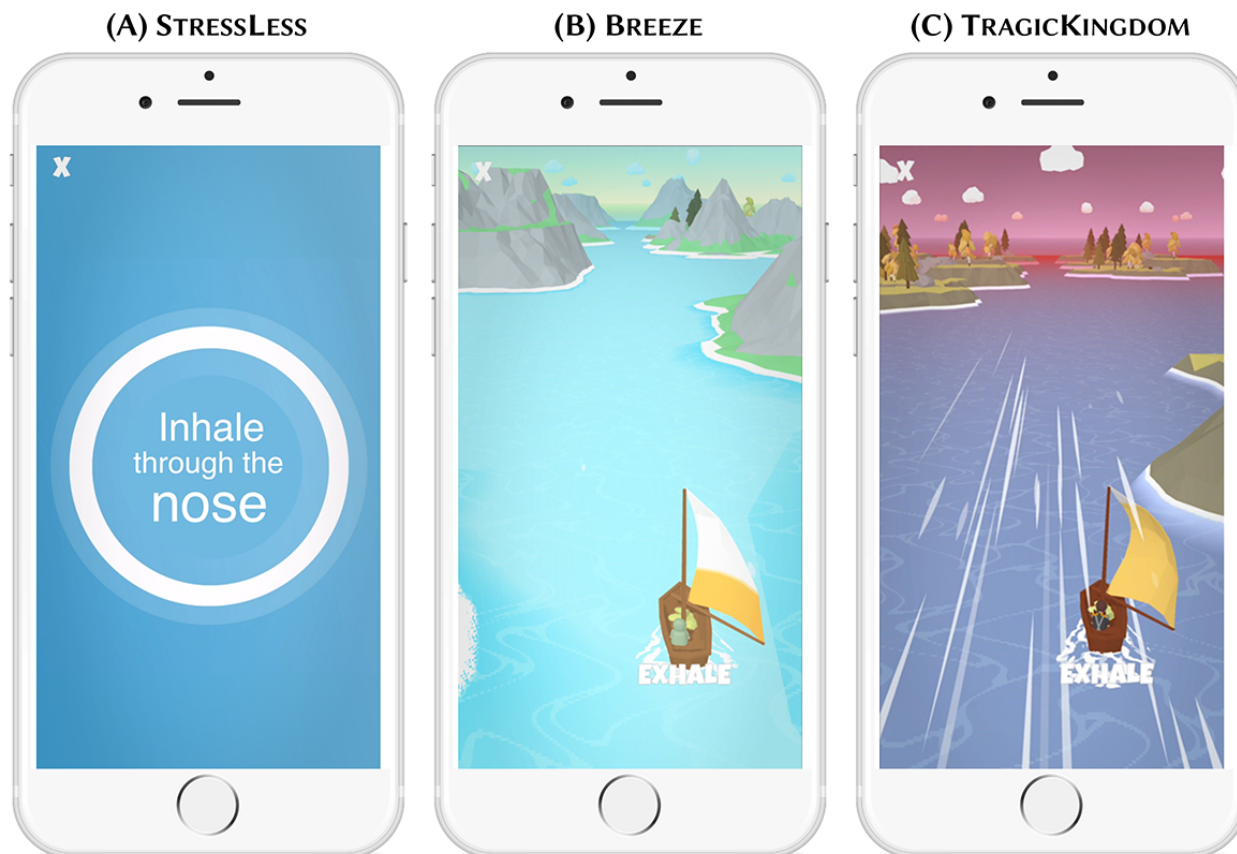 (A) STRESSLESS
(B) BREEZE
(C) TRAGICKINGDOM
X
Inhale
through the
nose
X
EXHALE
X
EXHALE